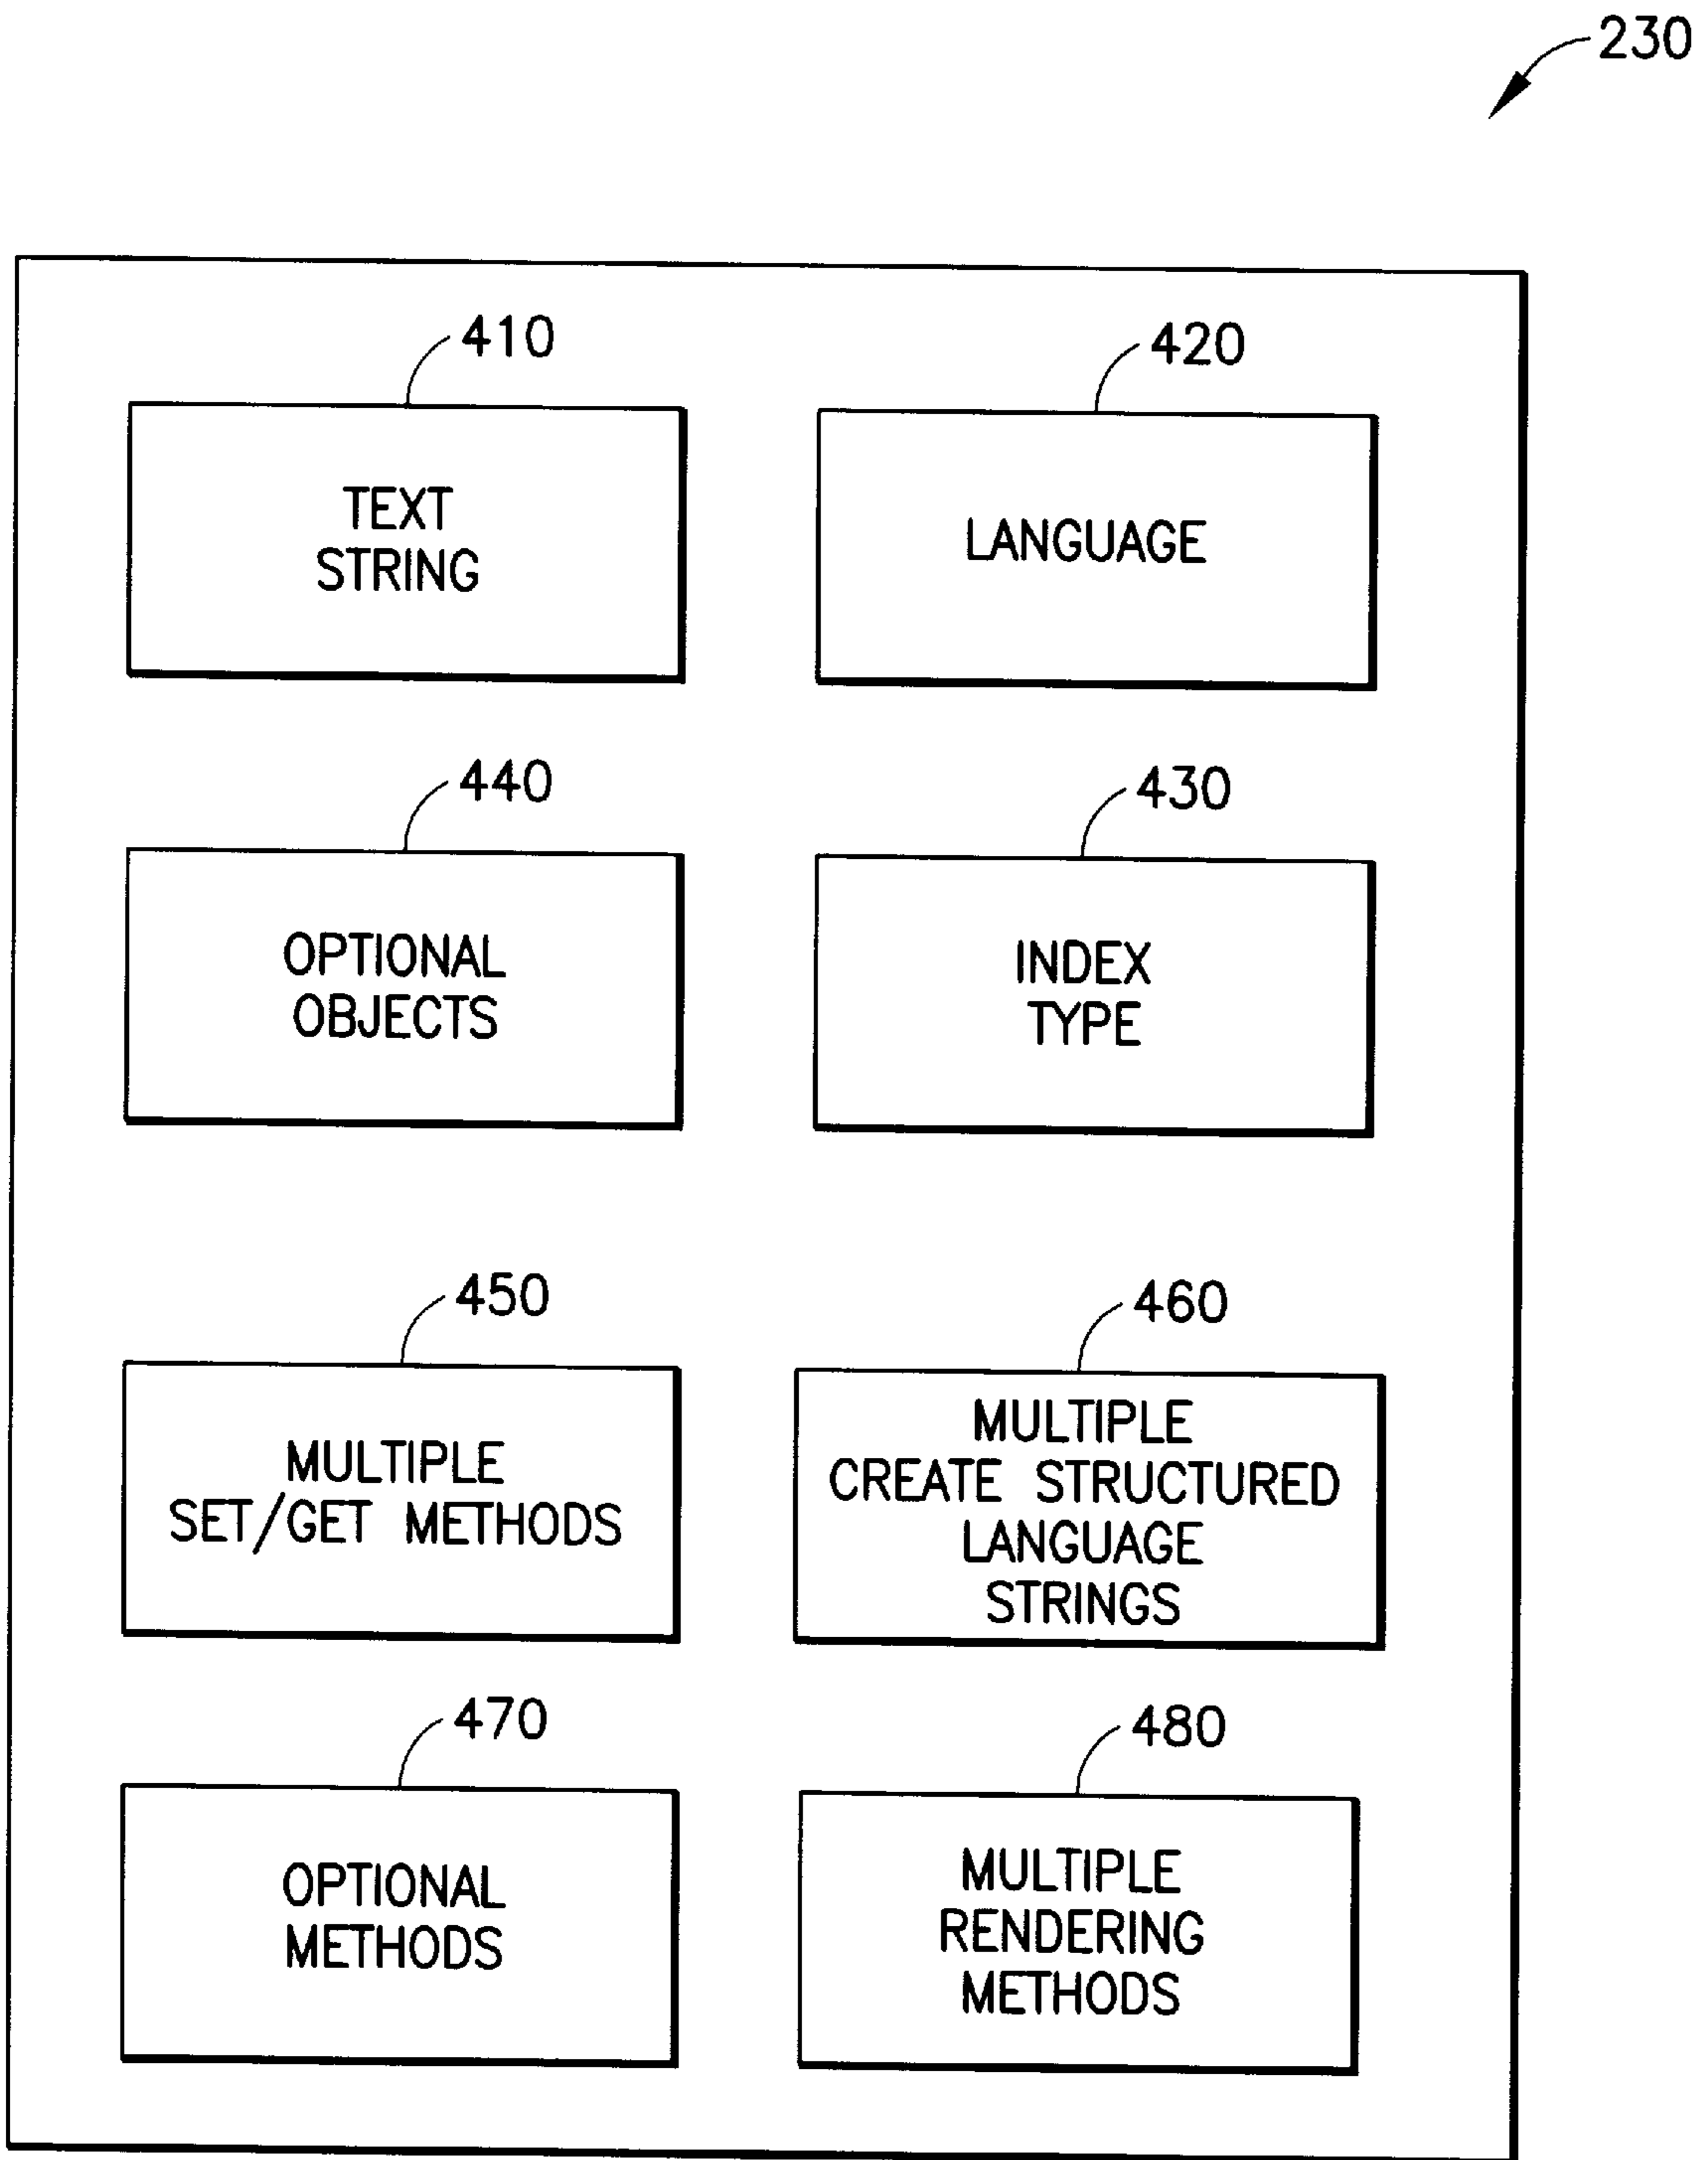 230
410
TEXT
STRING
420
LANGUAGE
440
OPTIONAL
OBJECTS
430
INDEX
TYPE
450
MULTIPLE
SET/GET METHODS
460
MULTIPLE
CREATE STRUCTURED
LANGUAGE
STRINGS
470
OPTIONAL
METHODS
480
MULTIPLE
RENDERING
METHODS